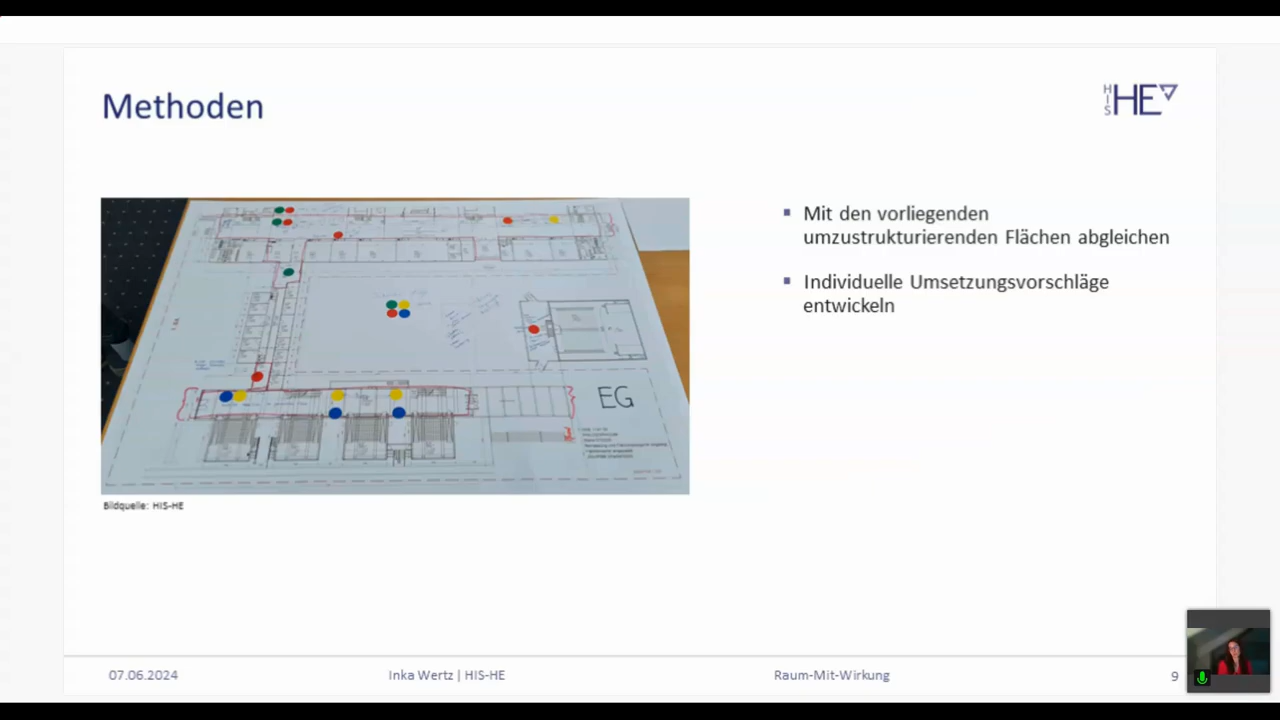 Methoden
HIS HE
Mit den vorliegenden
umzustrukturierenden Flächen abgleichen
Individuelle Umsetzungsvorschläge
entwickeln
EG
Bildquelle: HIS-HE
07.06.2024
Inka Wertz | HIS-HE
Raum-Mit-Wirkung
9